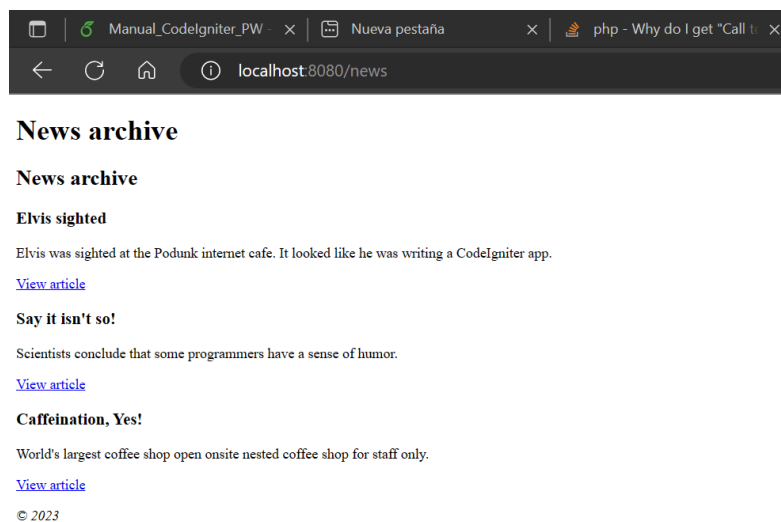 Manual_CodeIgniter_PW -
Nueva pestaña
php - Why do I get "Call to
localhost:8080/news
News archive
News archive
Elvis sighted
Elvis was sighted at the Podunk internet cafe. It looked like he was writing a CodeIgniter app.
View article
Say it isn't so!
Scientists conclude that some programmers have a sense of humor.
View article
Caffeination, Yes!
World's largest coffee shop open onsite nested coffee shop for staff only.
View article
© 2023